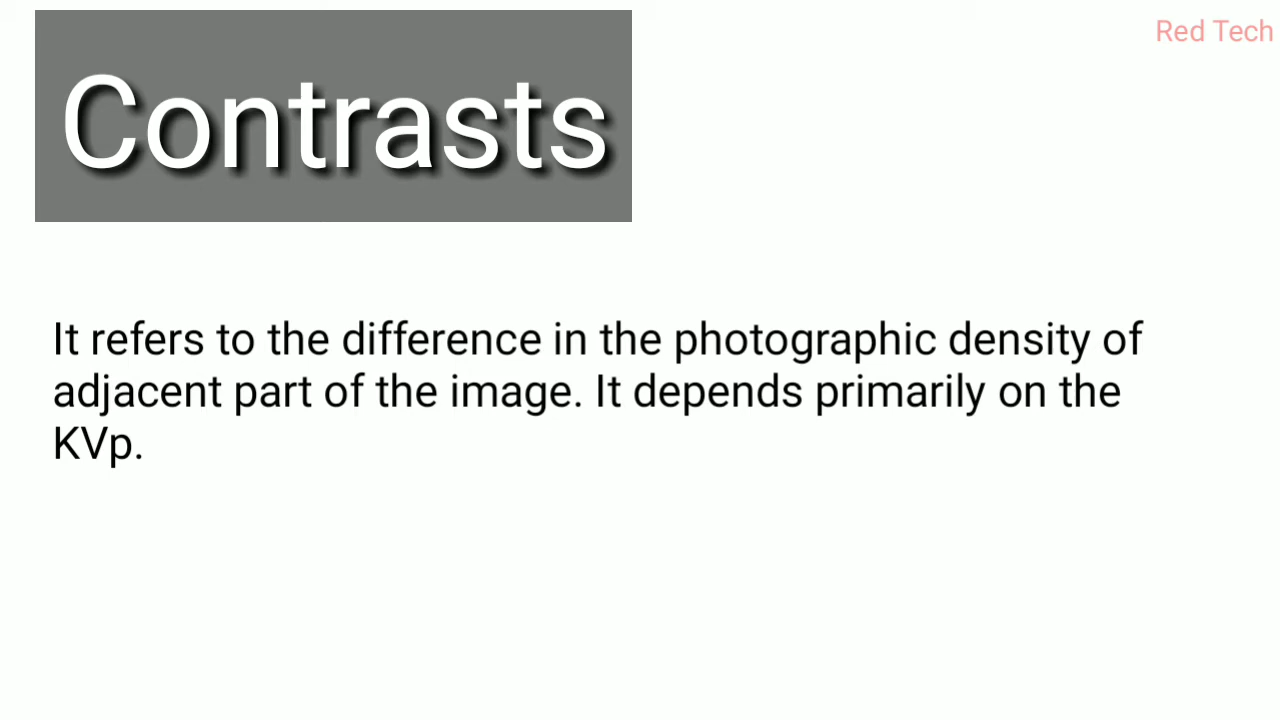 Red Tech
Contrasts
It refers to the difference in the photographic density of
adjacent part of the image. It depends primarily on the
KVp.